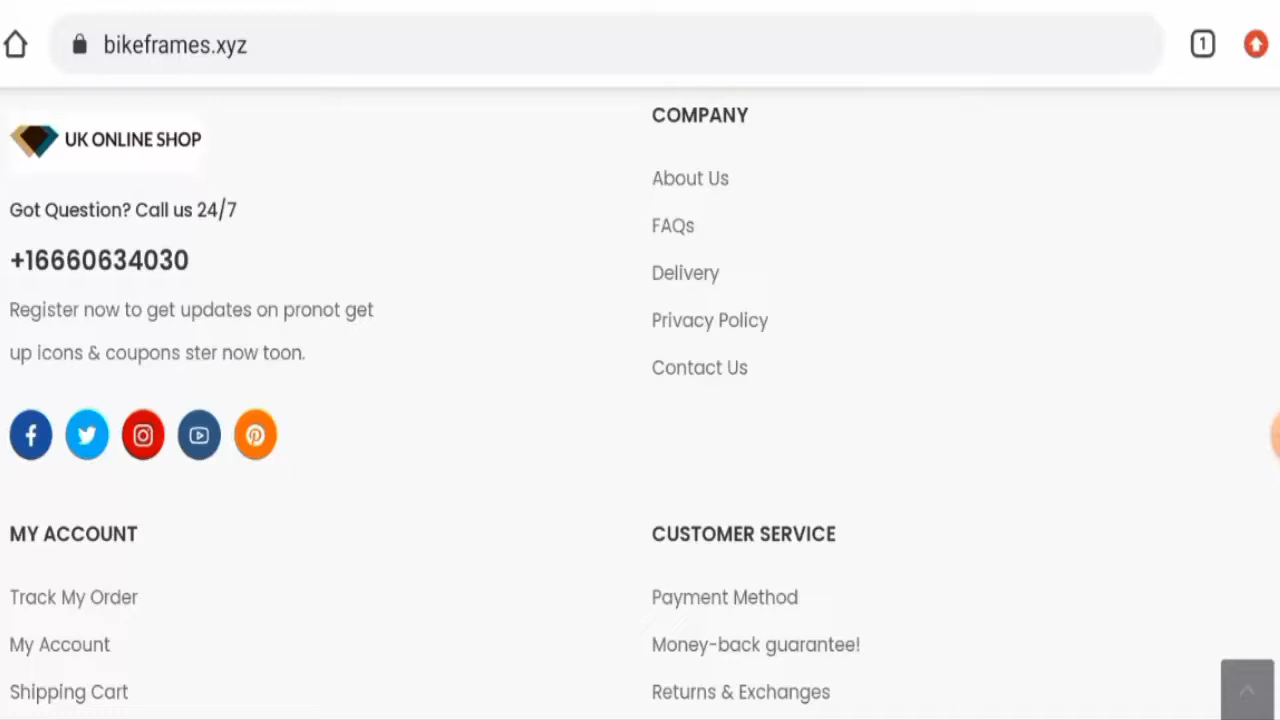 bikeframes.xyz
1
UK ONLINE SHOP
Got Question? Call us 24/7
+16660634030
Register now to get updates on pronot get
up icons & coupons ster now toon.
COMPANY
About Us
FAQs
Delivery
Privacy Policy
Contact Us
MY ACCOUNT
Track My Order
My Account
Shipping Cart
CUSTOMER SERVICE
Payment Method
Money-back guarantee!
Returns & Exchanges